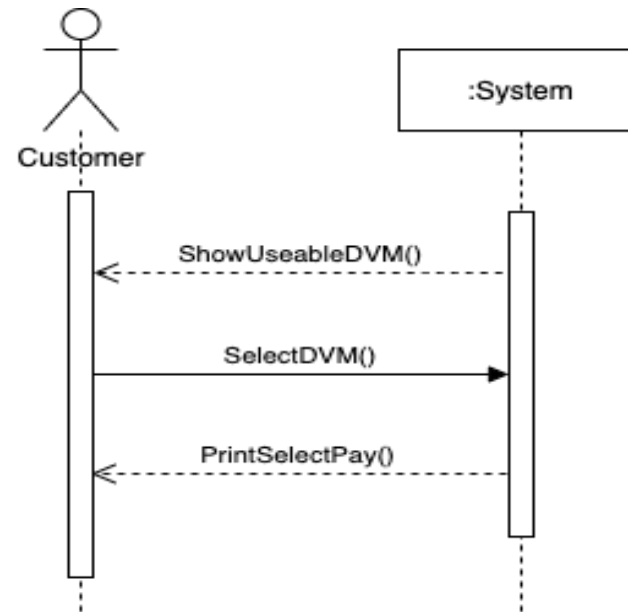 :System
Customer
ShowUseableDVM()
SelectDVM()
PrintSelectPay()